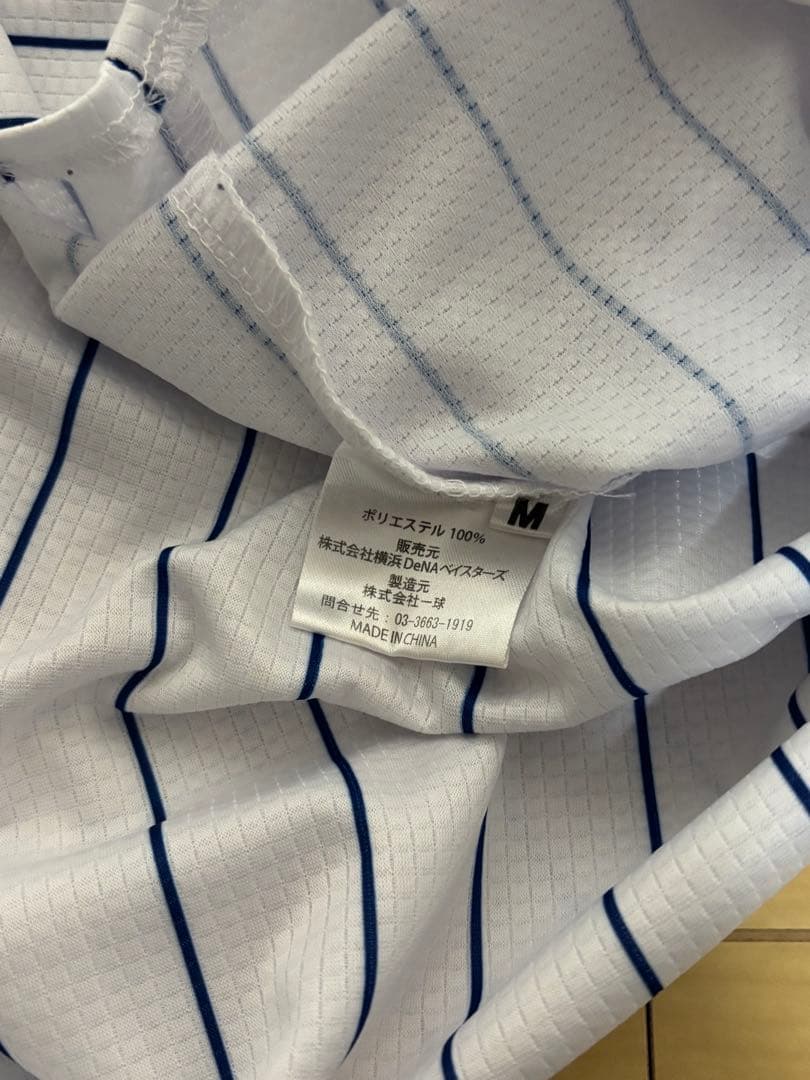 M
ポリエステル 100%
販売元
株式会社横浜DeNAベイスターズ
製造元
株式会社一球
問合せ先 : 03-3663-1919
MADE IN CHINA